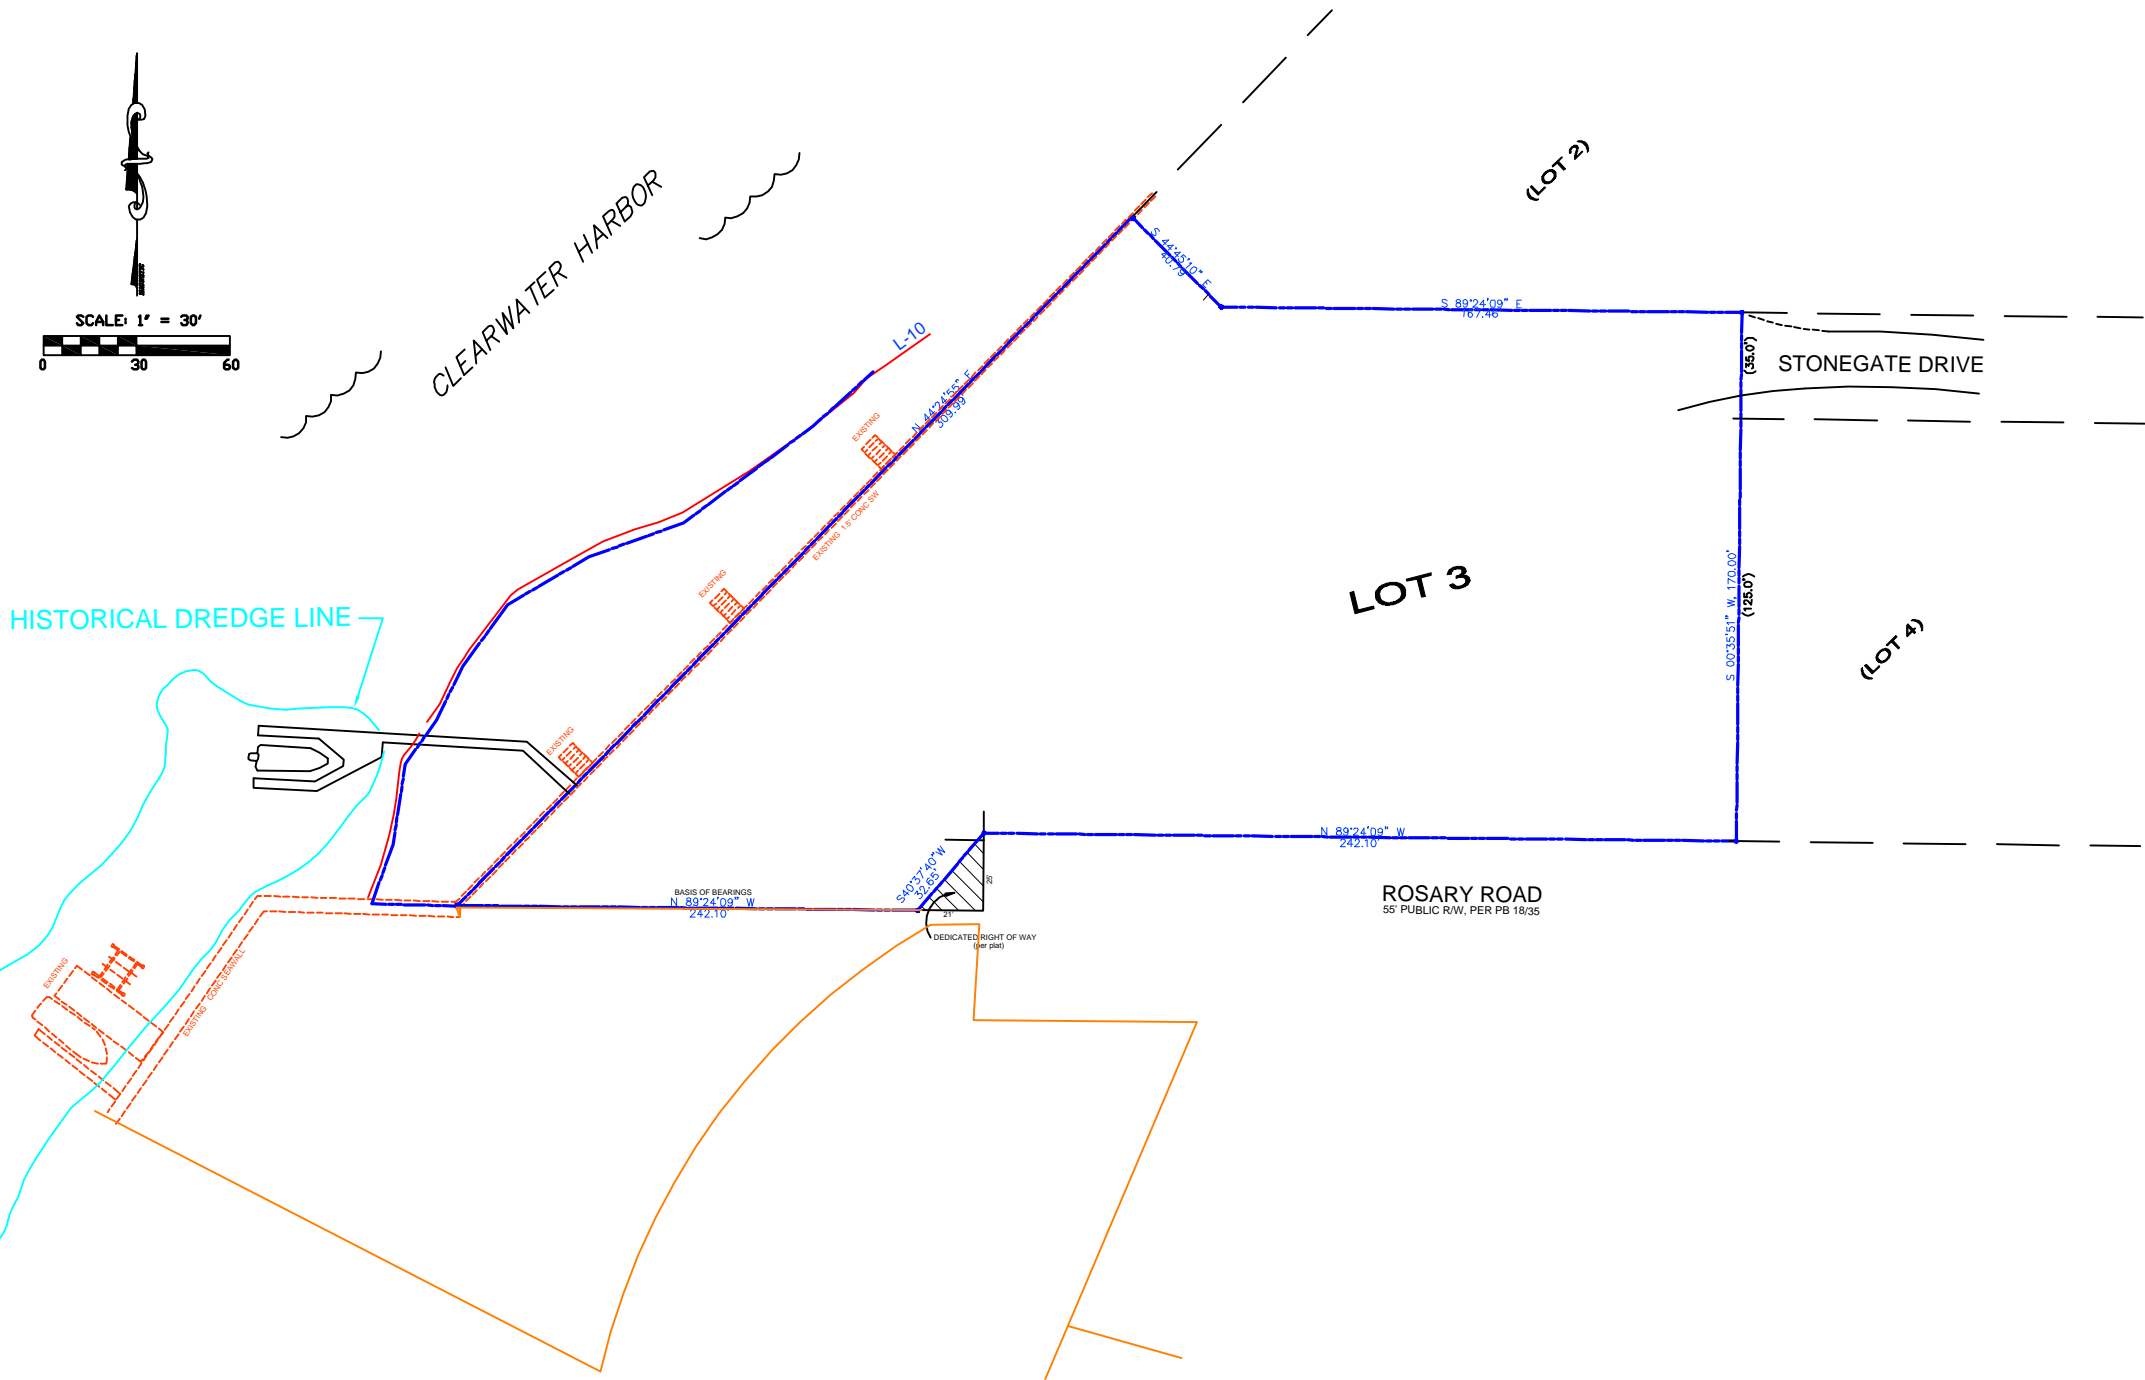 (LOT 2)
CLEARWATER HARBOR
S 44°45'10" E
40.79
SCALE: 1" = 30'
0 30 60
S 89°24'09" E
167.46
L-10
(35.0')
STONEGATE DRIVE
N 44°24'55" E
309.99'
EXISTING
EXISTING 1.5' CONC SW
EXISTING
LOT 3
S 00°35'51" W, 170.00'
(125.0')
HISTORICAL DREDGE LINE
(LOT 4)
EXISTING
N 89°24'09" W
242.10'
S40°37'40"W
32.65'
25'
21'
BASIS OF BEARINGS
N 89°24'09" W
242.10'
ROSARY ROAD
55' PUBLIC R/W, PER PB 18/35
DEDICATED RIGHT OF WAY
(per plat)
EXISTING
EXISTING CONC SEAWALL